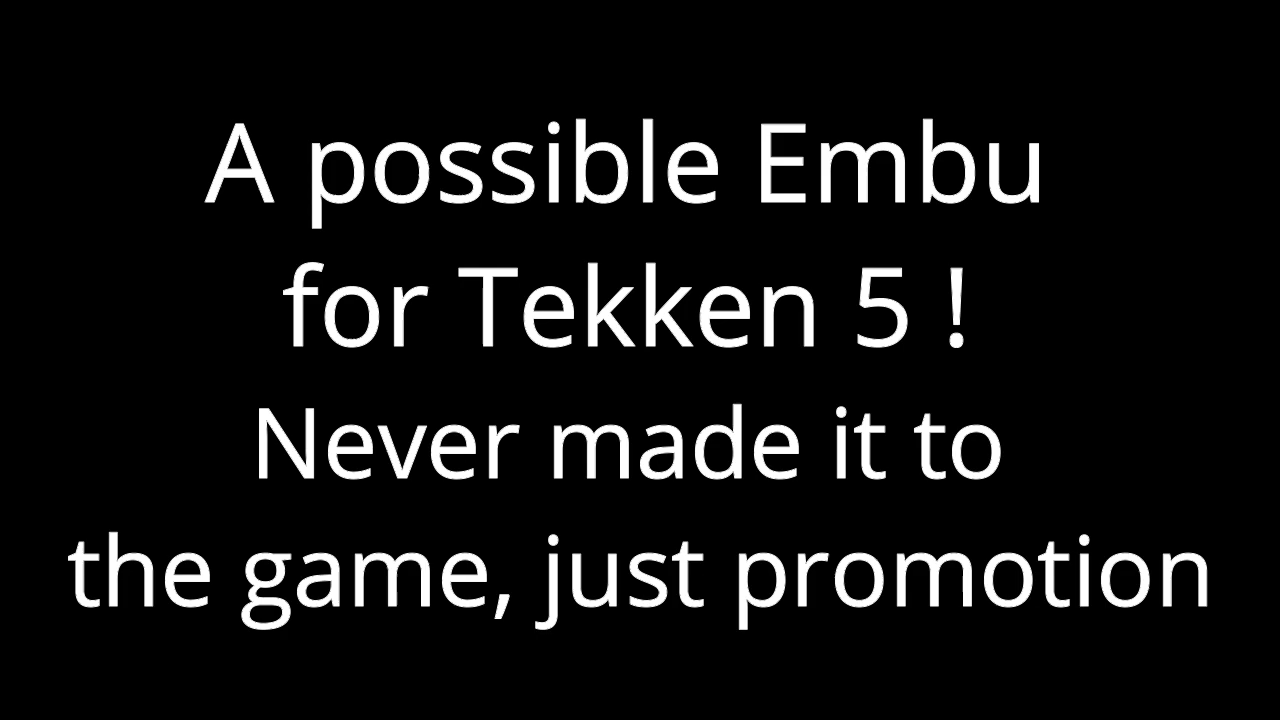 A possible Embu
for Tekken 5 !
Never made it to
the game, just promotion